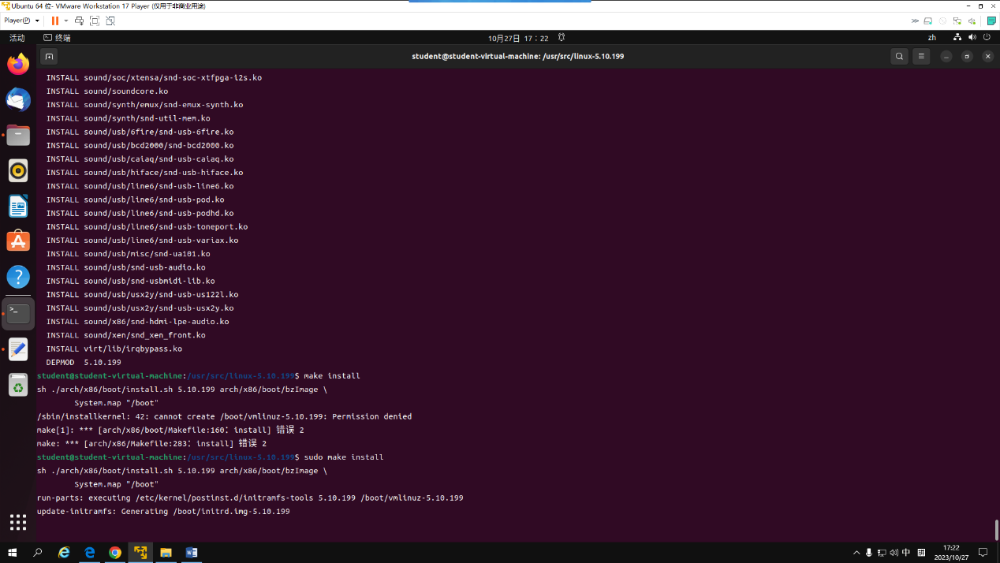 Ubuntu 64 位- VMware Workstation 17 Player (仅用于非商业用途)
Player(P)
活动
终端
10月27日 17：22
zh
student@student-virtual-machine: /usr/src/linux-5.10.199
INSTALL sound/soc/xtensa/snd-soc-xtfpga-i2s.ko
INSTALL sound/soundcore.ko
INSTALL sound/synth/emux/snd-emux-synth.ko
INSTALL sound/synth/snd-util-mem.ko
INSTALL sound/usb/6fire/snd-usb-6fire.ko
INSTALL sound/usb/bcd2000/snd-bcd2000.ko
INSTALL sound/usb/caiaq/snd-usb-caiaq.ko
INSTALL sound/usb/hiface/snd-usb-hiface.ko
INSTALL sound/usb/line6/snd-usb-line6.ko
INSTALL sound/usb/line6/snd-usb-pod.ko
INSTALL sound/usb/line6/snd-usb-podhd.ko
INSTALL sound/usb/line6/snd-usb-toneport.ko
INSTALL sound/usb/line6/snd-usb-variax.ko
INSTALL sound/usb/misc/snd-ua101.ko
INSTALL sound/usb/snd-usb-audio.ko
INSTALL sound/usb/snd-usbmidi-lib.ko
INSTALL sound/usb/usx2y/snd-usb-us122l.ko
INSTALL sound/usb/usx2y/snd-usb-usx2y.ko
INSTALL sound/x86/snd-hdmi-lpe-audio.ko
INSTALL sound/xen/snd_xen_front.ko
INSTALL virt/lib/irqbypass.ko
DEPMOD  5.10.199
student@student-virtual-machine:/usr/src/linux-5.10.199$ make install
sh ./arch/x86/boot/install.sh 5.10.199 arch/x86/boot/bzImage \
System.map "/boot"
/sbin/installkernel: 42: cannot create /boot/vmlinuz-5.10.199: Permission denied
make[1]: *** [arch/x86/boot/Makefile:160：install] 错误 2
make: *** [arch/x86/Makefile:283：install] 错误 2
student@student-virtual-machine:/usr/src/linux-5.10.199$ sudo make install
sh ./arch/x86/boot/install.sh 5.10.199 arch/x86/boot/bzImage \
System.map "/boot"
run-parts: executing /etc/kernel/postinst.d/initramfs-tools 5.10.199 /boot/vmlinuz-5.10.199
update-initramfs: Generating /boot/initrd.img-5.10.199
中
拼
17:22
2023/10/27